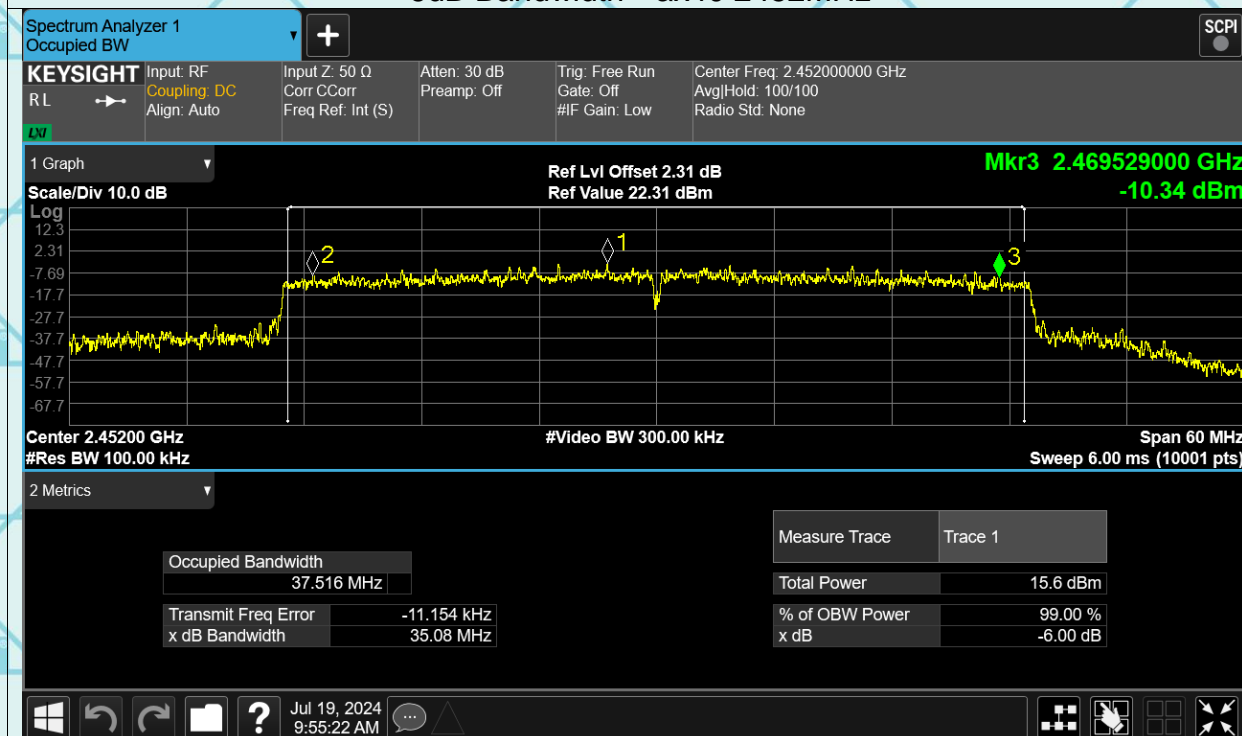 Spectrum Analyzer 1
Occupied BW
+
SCPI
KEYSIGHT
R L
LXI
Input: RF
Coupling: DC
Align: Auto
Input Z: 50 Ω
Corr CCorr
Freq Ref: Int (S)
Atten: 30 dB
Preamp: Off
Trig: Free Run
Gate: Off
#IF Gain: Low
Center Freq: 2.452000000 GHz
Avg|Hold: 100/100
Radio Std: None
1 Graph
Scale/Div 10.0 dB
Ref Lvl Offset 2.31 dB
Ref Value 22.31 dBm
Mkr3 2.469529000 GHz
-10.34 dBm
Log
12.3
2.31
-7.69
-17.7
-27.7
-37.7
-47.7
-57.7
-67.7
2
1
3
Center 2.45200 GHz
#Video BW 300.00 kHz
Span 60 MHz
#Res BW 100.00 kHz
Sweep 6.00 ms (10001 pts)
2 Metrics
Measure Trace Trace 1
Occupied Bandwidth
37.516 MHz
Total Power 15.6 dBm
Transmit Freq Error -11.154 kHz
% of OBW Power 99.00 %
x dB Bandwidth 35.08 MHz
x dB -6.00 dB
?
Jul 19, 2024
9:55:22 AM